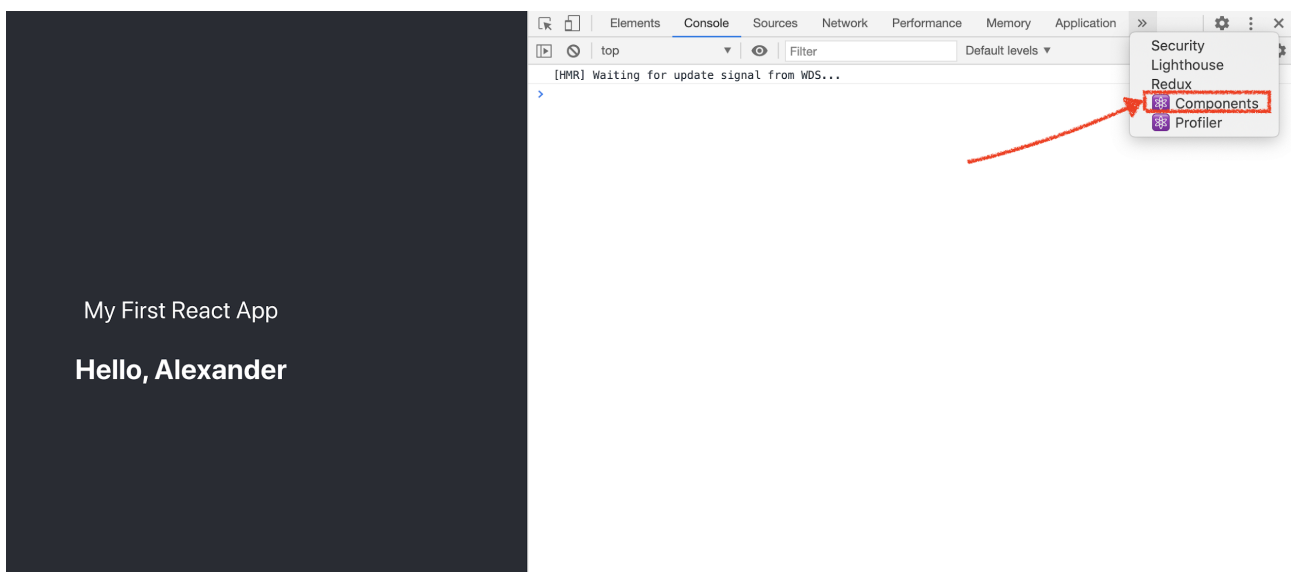 Elements Console Sources Network Performance Memory Application »
top ▼ Filter Default levels ▼
Security
Lighthouse
Redux
Components
Profiler
[HMR] Waiting for update signal from WDS...
>
My First React App
Hello, Alexander